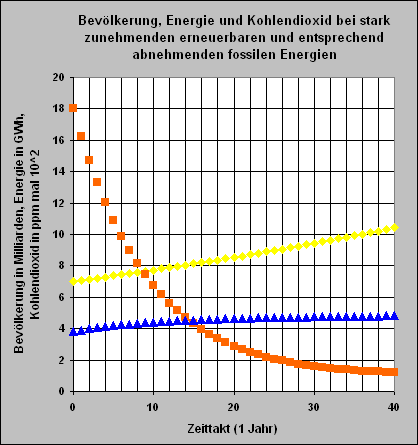 Bevölkerung, Energie und Kohlendioxid bei stark
zunehmenden erneuerbaren und entsprechend
abnehmenden fossilen Energien
Bevölkerung in Milliarden, Energie in GWh,
Kohlendioxid in ppm mal 10^2
20
18
16
14
12
10
8
6
4
2
0
0 10 20 30 40
Zeittakt (1 Jahr)